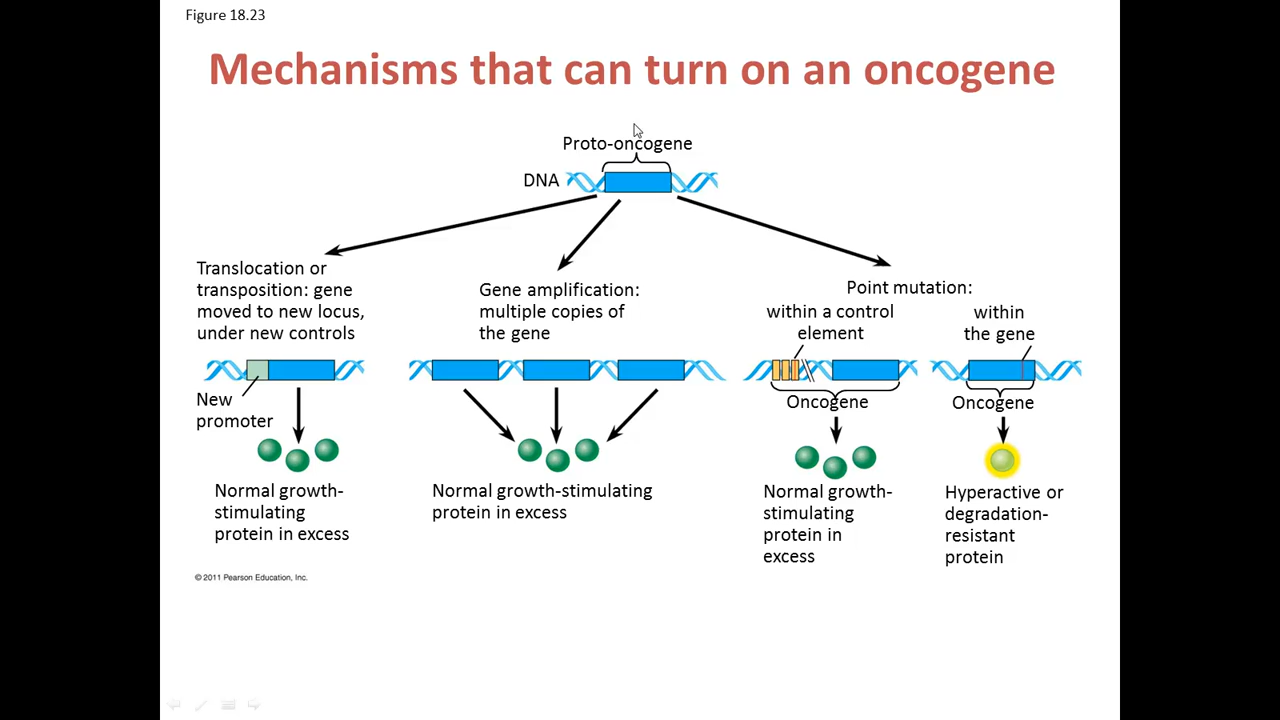 Figure 18.23
Mechanisms that can turn on an oncogene
Proto-oncogene
DNA
Translocation or
transposition: gene
moved to new locus,
under new controls
New
promoter
Normal growth-
stimulating
protein in excess
Gene amplification:
multiple copies of
the gene
Normal growth-stimulating
protein in excess
Point mutation:
within a control
element
Oncogene
Normal growth-
stimulating
protein in
excess
within
the gene
Oncogene
Hyperactive or
degradation-
resistant
protein
© 2011 Pearson Education, Inc.